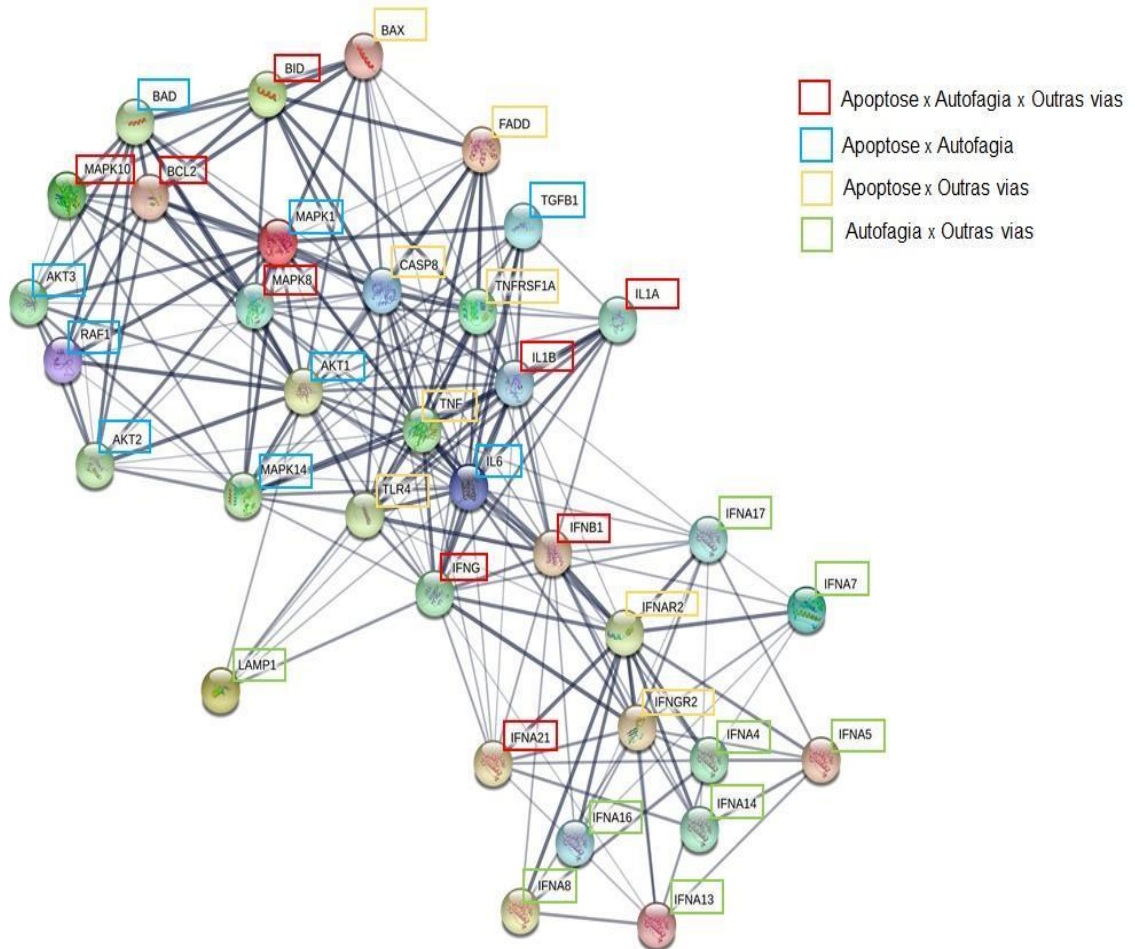 BAX
BID
BAD
FADD
MAPK10
BCL2
TGFB1
MAPK1
CASP8
AKT3
MAPK8
TNFRSF1A
IL1A
RAF1
IL1B
AKT1
TNF
AKT2
MAPK14
IL6
TLR4
IFNA17
IFNB1
IFNG
IFNA7
IFNAR2
LAMP1
IFNGR2
IFNA21
IFNA4
IFNA5
IFNA14
IFNA16
IFNA8
IFNA13
Apoptose x Autofagia x Outras vias
Apoptose x Autofagia
Apoptose x Outras vias
Autofagia x Outras vias